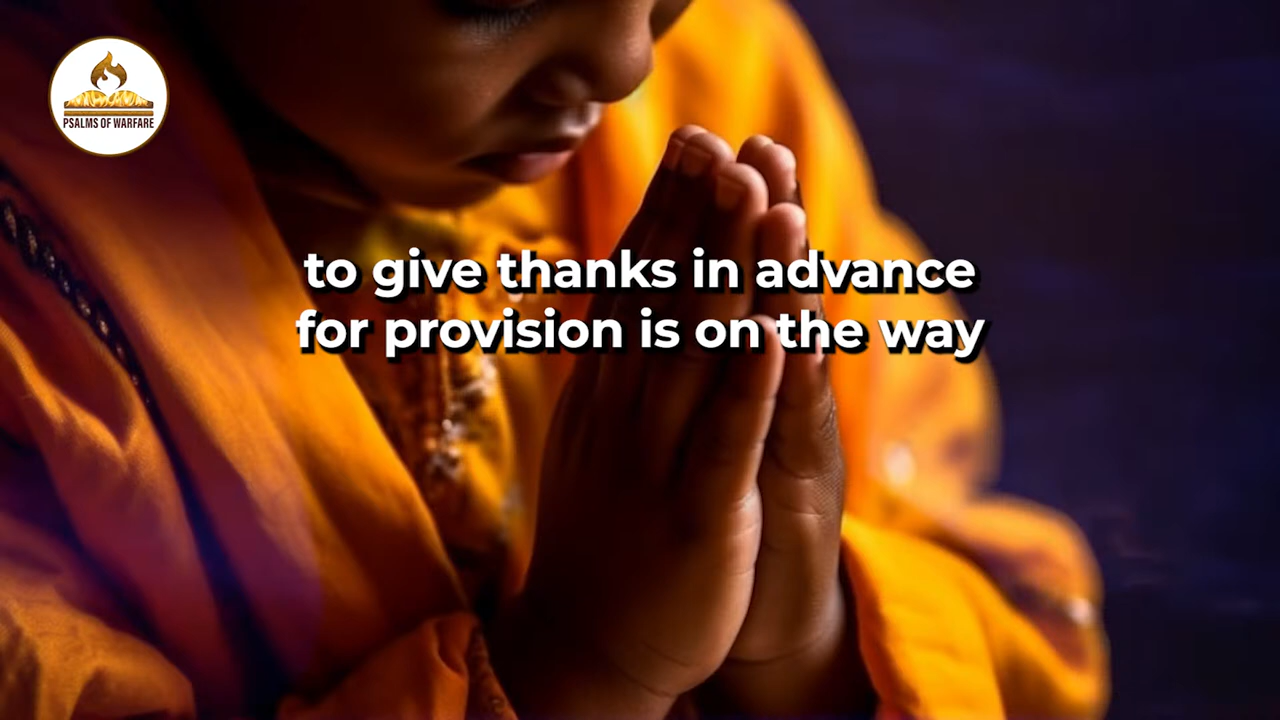 PSALMS OF WARFARE
to give thanks in advance
for provision is on the way